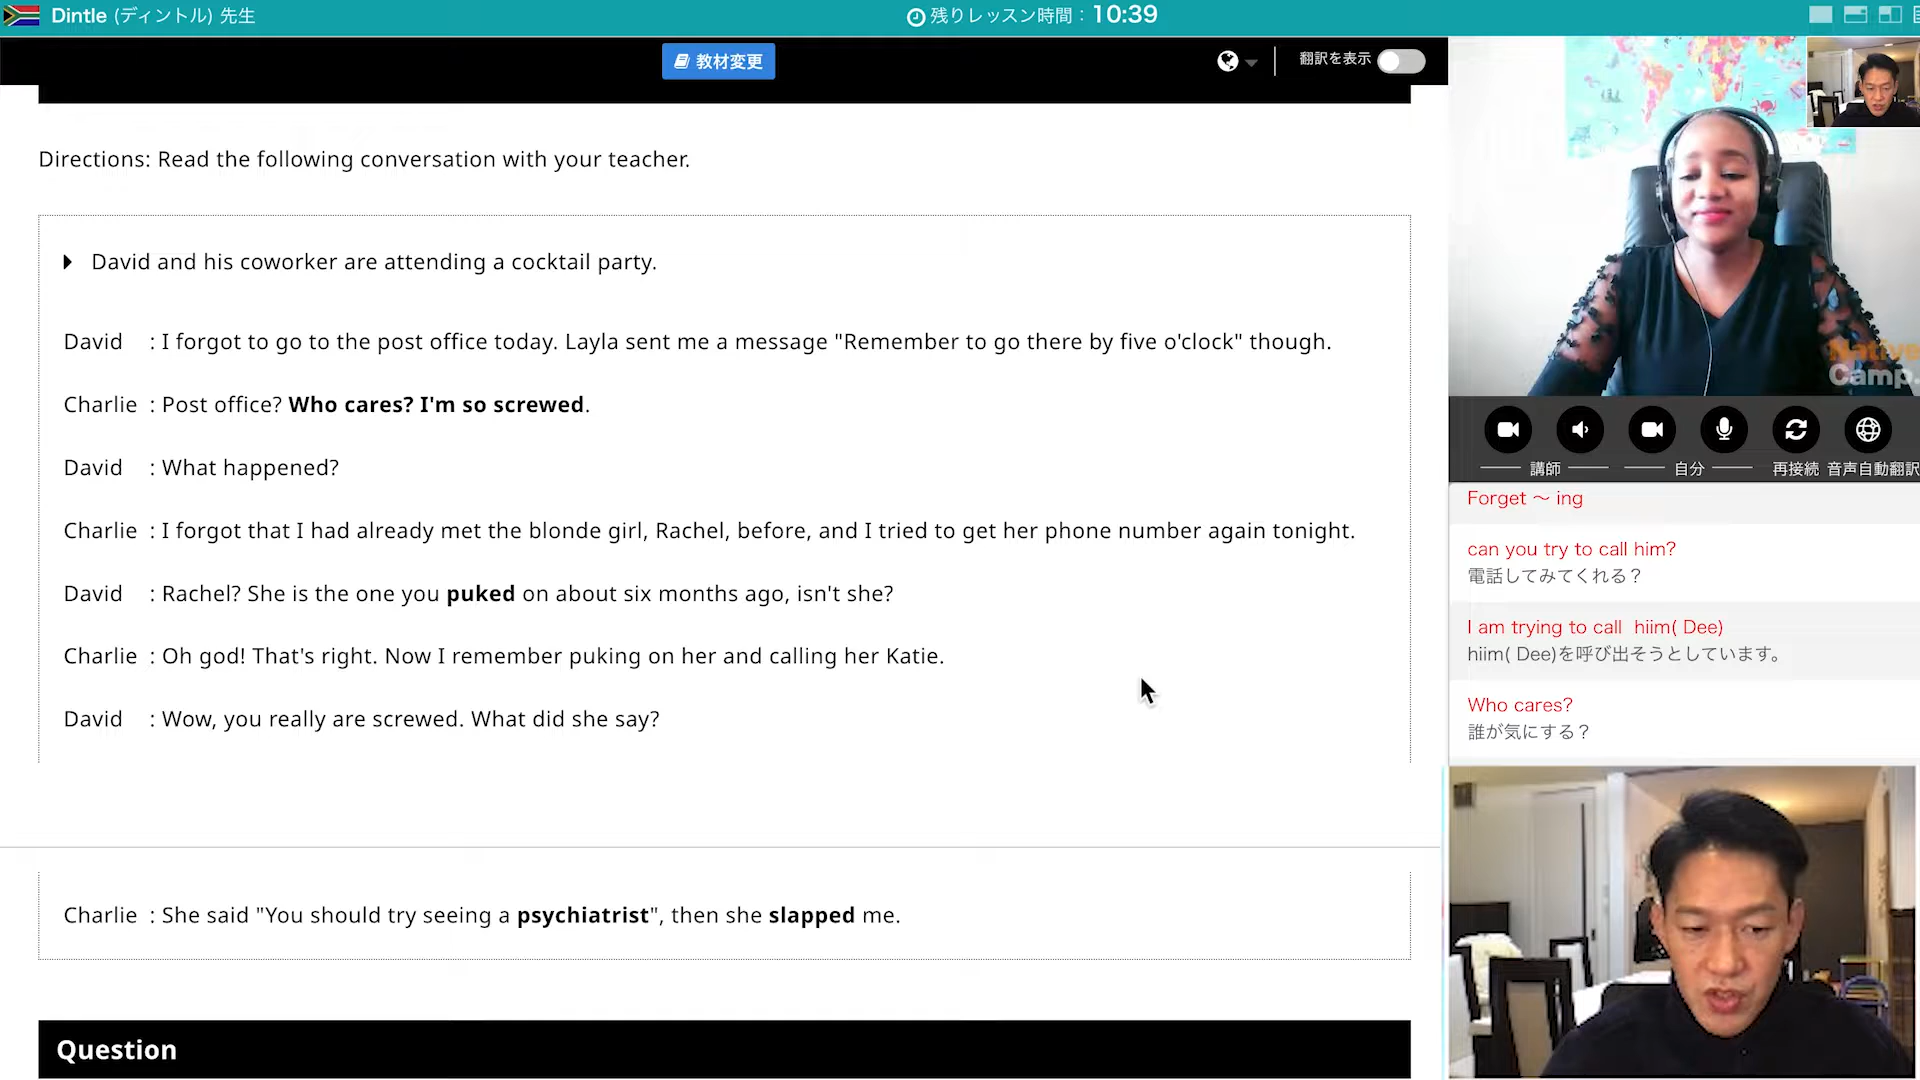 Dintle (ディントル) 先生
残りレッスン時間：10:39
教材変更
翻訳を表示
Directions: Read the following conversation with your teacher.
David and his coworker are attending a cocktail party.
David : I forgot to go to the post office today. Layla sent me a message "Remember to go there by five o'clock" though.
Charlie : Post office? Who cares? I'm so screwed.
David : What happened?
Charlie : I forgot that I had already met the blonde girl, Rachel, before, and I tried to get her phone number again tonight.
David : Rachel? She is the one you puked on about six months ago, isn't she?
Charlie : Oh god! That's right. Now I remember puking on her and calling her Katie.
David : Wow, you really are screwed. What did she say?
Charlie : She said "You should try seeing a psychiatrist", then she slapped me.
Question
Native
Camp.
講師 自分 再接続 音声自動翻訳
Forget ～ ing
can you try to call him?
電話してみてくれる？
I am trying to call hiim( Dee)
hiim( Dee)を呼び出そうとしています。
Who cares?
誰が気にする？